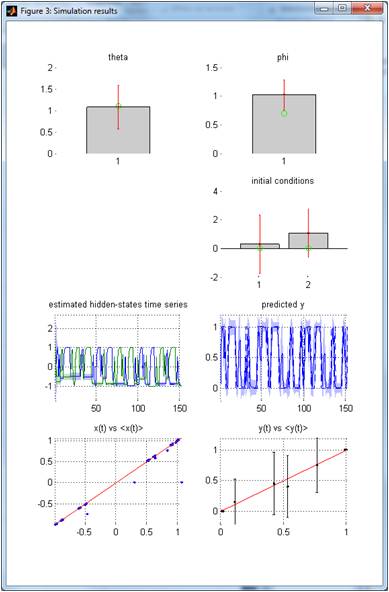 Figure 3: Simulation results
theta
phi
2
1.5
1
0.5
0
1
1.5
1
0.5
0
1
initial conditions
4
2
0
-2
1 2
estimated hidden-states time series
predicted y
2
1
0
-1
50 100 150
1
0.5
0
50 100 150
x(t) vs <x(t)>
y(t) vs <y(t)>
1
0.5
0
-0.5
-1 -0.5 0 0.5 1
1
0.5
0
0 0.5 1